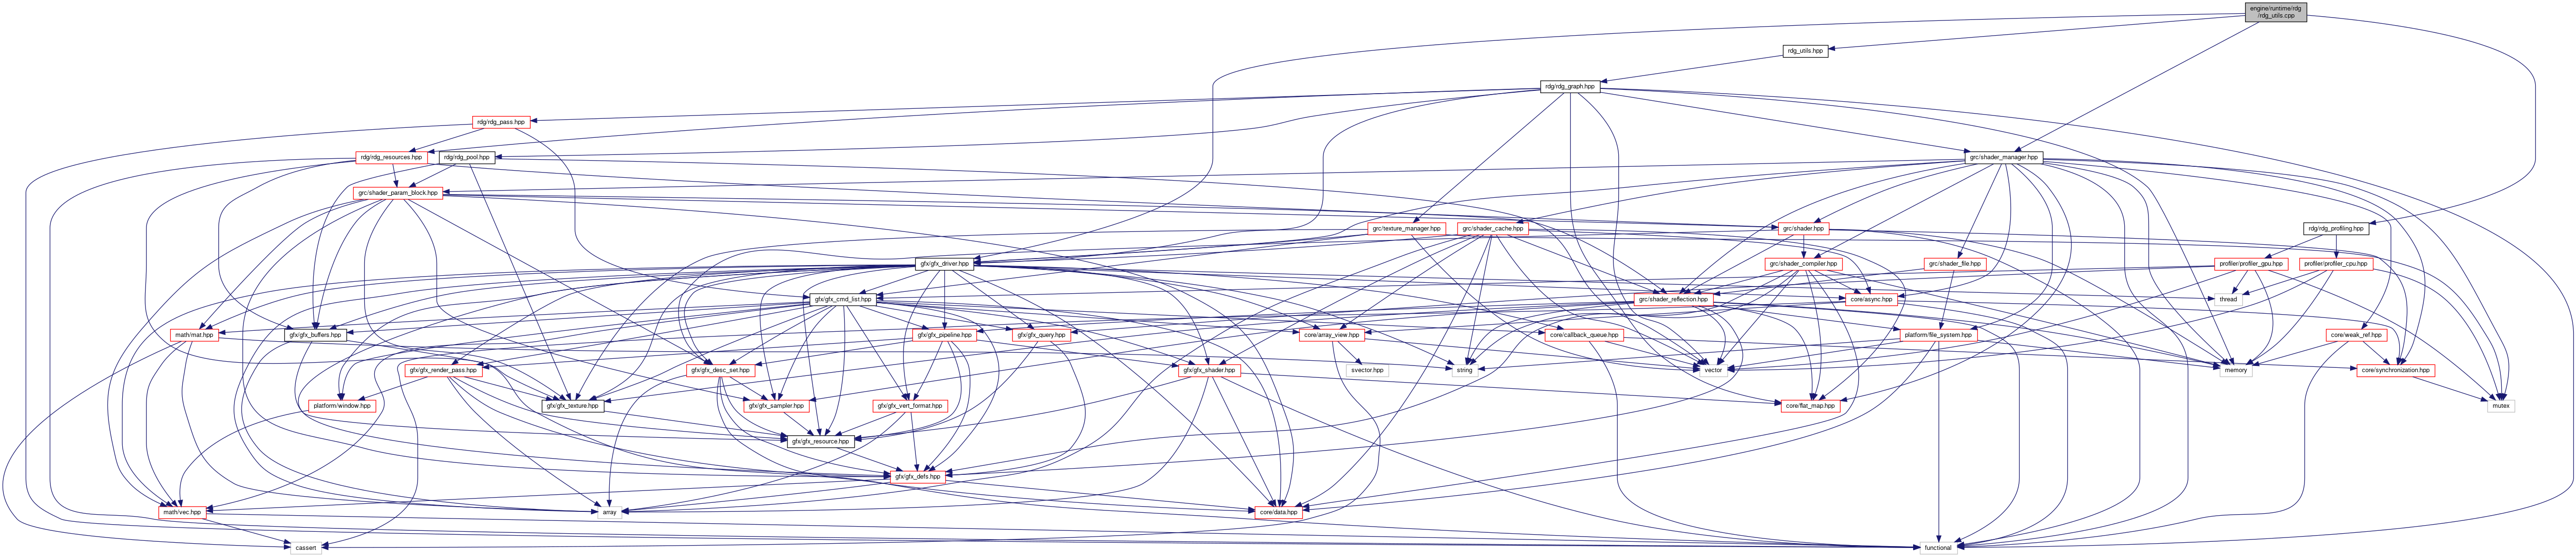 engine/runtime/rdg
/rdg_utils.cpp
rdg_utils.hpp
rdg/rdg_graph.hpp
rdg/rdg_pass.hpp
rdg/rdg_resources.hpp
rdg/rdg_pool.hpp
grc/shader_manager.hpp
grc/shader_param_block.hpp
grc/texture_manager.hpp
grc/shader_cache.hpp
grc/shader.hpp
rdg/rdg_profiling.hpp
gfx/gfx_driver.hpp
grc/shader_compiler.hpp
grc/shader_file.hpp
profiler/profiler_gpu.hpp
profiler/profiler_cpu.hpp
gfx/gfx_cmd_list.hpp
grc/shader_reflection.hpp
core/async.hpp
thread
math/mat.hpp
gfx/gfx_buffers.hpp
gfx/gfx_pipeline.hpp
gfx/gfx_query.hpp
core/array_view.hpp
core/callback_queue.hpp
platform/file_system.hpp
core/weak_ref.hpp
gfx/gfx_render_pass.hpp
gfx/gfx_desc_set.hpp
string
gfx/gfx_shader.hpp
svector.hpp
vector
memory
core/synchronization.hpp
platform/window.hpp
gfx/gfx_texture.hpp
gfx/gfx_sampler.hpp
gfx/gfx_vert_format.hpp
core/flat_map.hpp
mutex
gfx/gfx_resource.hpp
gfx/gfx_defs.hpp
math/vec.hpp
array
core/data.hpp
cassert
functional